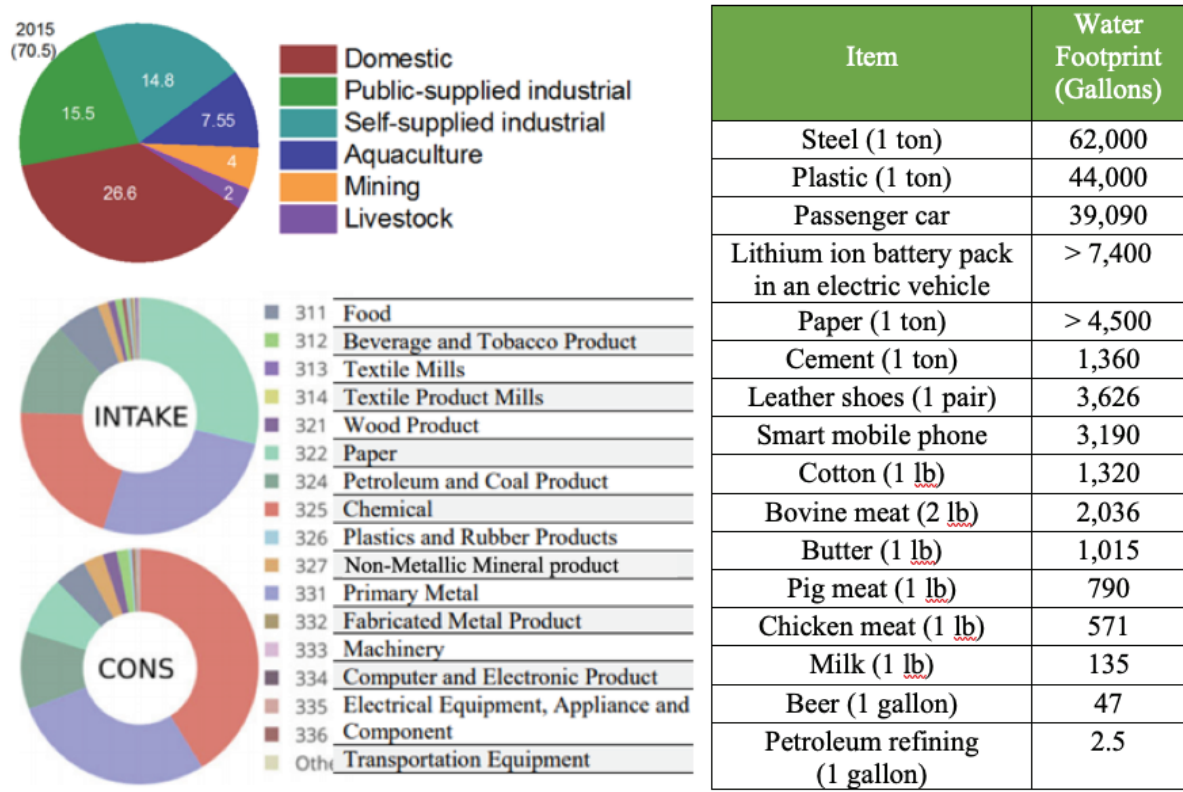 2015
(70.5)
14.8
15.5
7.55
4
2
26.6
Domestic
Public-supplied industrial
Self-supplied industrial
Aquaculture
Mining
Livestock
INTAKE
CONS
311 Food
312 Beverage and Tobacco Product
313 Textile Mills
314 Textile Product Mills
321 Wood Product
322 Paper
324 Petroleum and Coal Product
325 Chemical
326 Plastics and Rubber Products
327 Non-Metallic Mineral product
331 Primary Metal
332 Fabricated Metal Product
333 Machinery
334 Computer and Electronic Product
335 Electrical Equipment, Appliance and
336 Component
Othe Transportation Equipment
Item
Water
Footprint
(Gallons)
Steel (1 ton) 62,000
Plastic (1 ton) 44,000
Passenger car 39,090
Lithium ion battery pack > 7,400
in an electric vehicle
Paper (1 ton) > 4,500
Cement (1 ton) 1,360
Leather shoes (1 pair) 3,626
Smart mobile phone 3,190
Cotton (1 lb) 1,320
Bovine meat (2 lb) 2,036
Butter (1 lb) 1,015
Pig meat (1 lb) 790
Chicken meat (1 lb) 571
Milk (1 lb) 135
Beer (1 gallon) 47
Petroleum refining 2.5
(1 gallon)